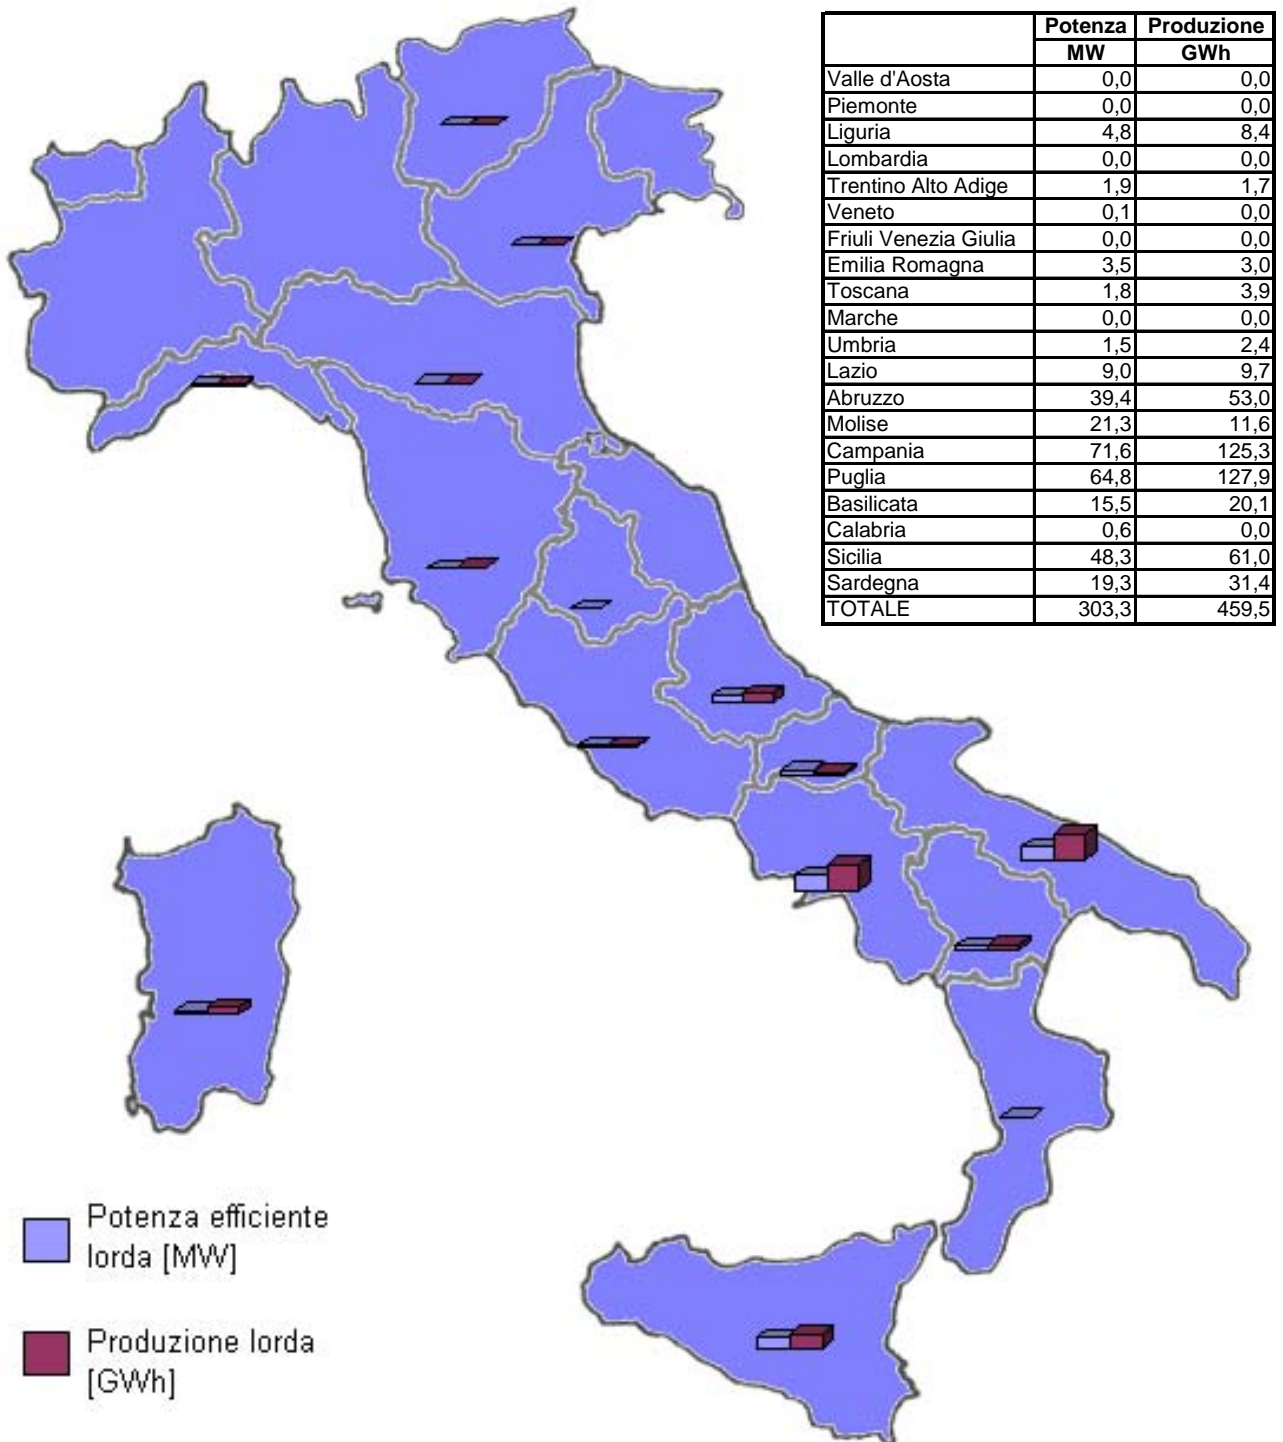 Potenza Produzione
MW GWh
Valle d'Aosta 0,0 0,0
Piemonte 0,0 0,0
Liguria 4,8 8,4
Lombardia 0,0 0,0
Trentino Alto Adige 1,9 1,7
Veneto 0,1 0,0
Friuli Venezia Giulia 0,0 0,0
Emilia Romagna 3,5 3,0
Toscana 1,8 3,9
Marche 0,0 0,0
Umbria 1,5 2,4
Lazio 9,0 9,7
Abruzzo 39,4 53,0
Molise 21,3 11,6
Campania 71,6 125,3
Puglia 64,8 127,9
Basilicata 15,5 20,1
Calabria 0,6 0,0
Sicilia 48,3 61,0
Sardegna 19,3 31,4
TOTALE 303,3 459,5
Potenza efficiente
lorda [MW]
Produzione lorda
[GWh]